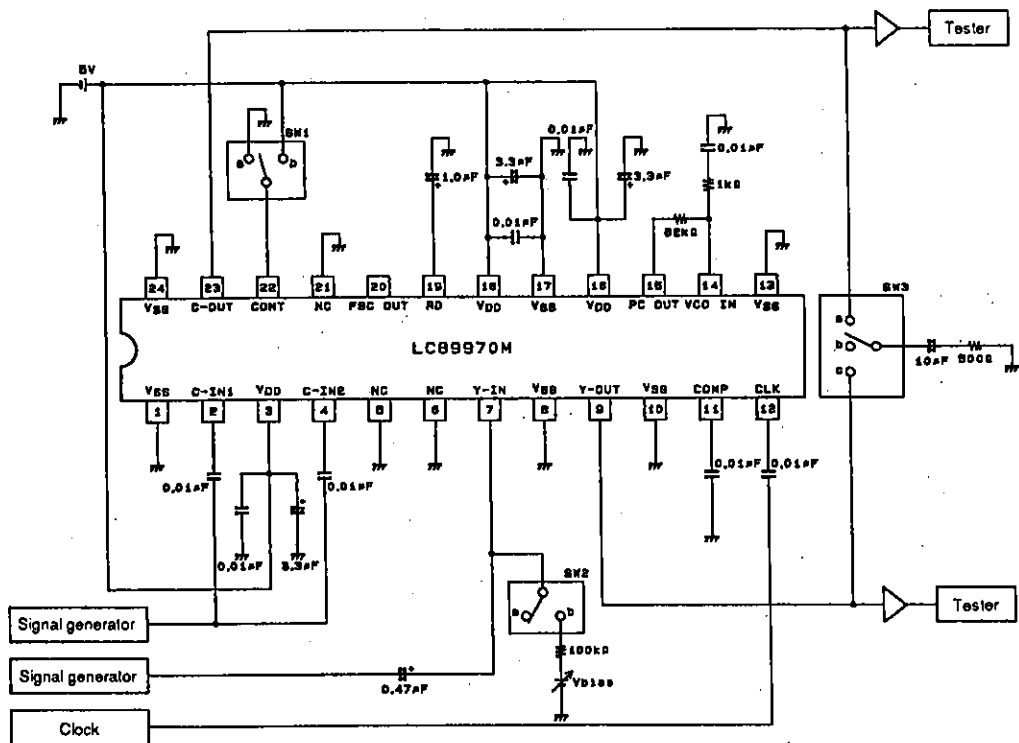 Tester
5V
SW1
a
b
0.01µF
3.3µF
1.0µF
3.3µF
0.01µF
1kΩ
0.01µF
82kΩ
24 23 22 21 20 19 18 17 16 15 14 13
VSS C-OUT CONT NC FSC OUT RD VDD VSS VDD PC OUT VCO IN VSS
SW3
a
b
c
10µF
500Ω
LC89970M
VSS C-IN1 VDD C-IN2 NC NC Y-IN VSS Y-OUT VSS COMP CLK
1 2 3 4 5 6 7 8 9 10 11 12
0.01µF
0.01µF
0.01µF
0.01µF
0.01µF
3.3µF
SW2
a
b
100kΩ
Vbias
Signal generator
Tester
Signal generator
0.47µF
Clock